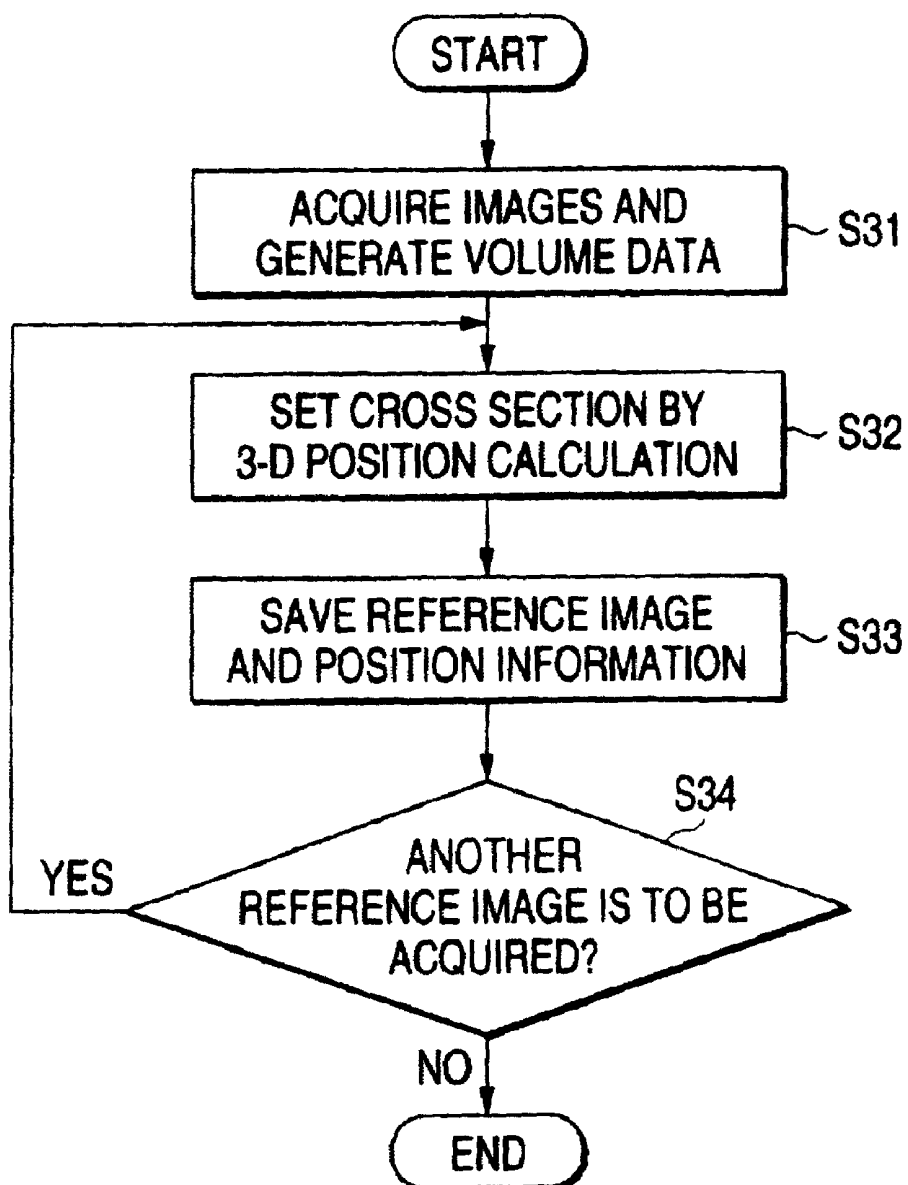 START
ACQUIRE IMAGES AND
GENERATE VOLUME DATA
S31
SET CROSS SECTION BY
3-D POSITION CALCULATION
S32
SAVE REFERENCE IMAGE
AND POSITION INFORMATION
S33
S34
ANOTHER
REFERENCE IMAGE IS TO BE
ACQUIRED?
YES
NO
END